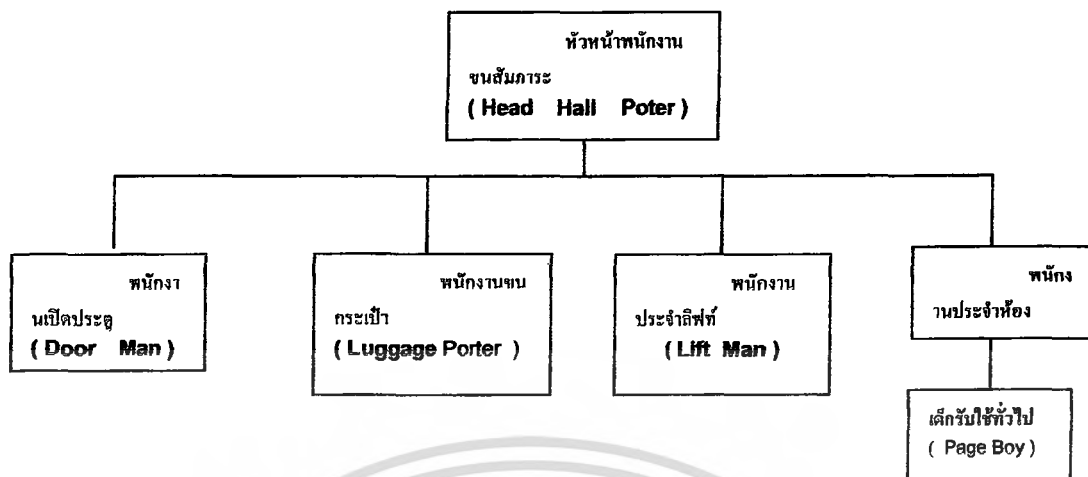 หัวหน้าพนักงาน
ขนสัมภาระ
( Head Hall Poter )
พนักงา
นเปิดประตู
( Door Man )
พนักงานขน
กระเป๋า
( Luggage Porter )
พนักงาน
ประจำลิฟท์
( Lift Man )
พนักง
านประจำห้อง
เด็กรับใช้ทั่วไป
( Page Boy )